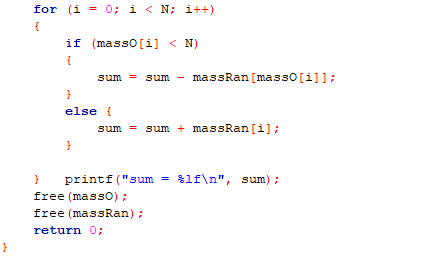 for (i = 0; i < N; i++)
{
if (massO[i] < N)
{
sum = sum - massRan[massO[i]];
}
else {
sum = sum + massRan[i];
}
} printf("sum = %lf\n", sum);
free(massO);
free(massRan);
return 0;
}